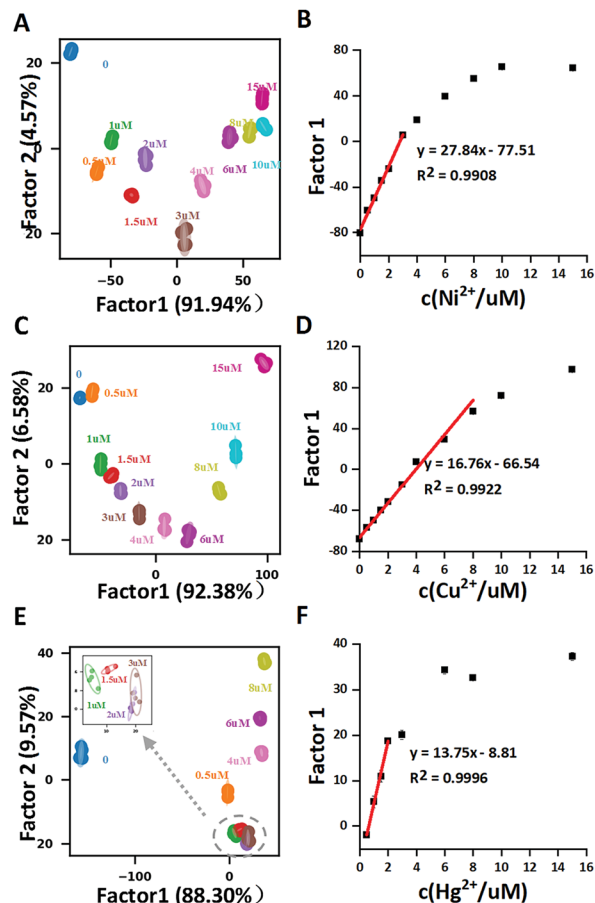 A
20
0
20
−50
0
50
Factor 2 (4.57%)
Factor1 (91.94%）
0
15uM
1uM
8uM
2uM
0.5uM
4uM
6uM
10uM
1.5uM
3uM
B
80
40
0
-40
-80
0 2 4 6 8 10 12 14 16
Factor 1
c(Ni2+/uM)
y = 27.84x - 77.51
R2 = 0.9908
C
20
0
20
0
100
Factor 2 (6.58%)
Factor1 (92.38%）
0
0.5uM
15uM
10uM
1uM
1.5uM
8uM
2uM
3uM
4uM
6uM
D
120
80
40
0
-40
-80
0 2 4 6 8 10 12 14 16
Factor 1
c(Cu2+/uM)
y = 16.76x - 66.54
R2 = 0.9922
E
40
20
0
20
−100
0
Factor 2 (9.57%)
Factor1 (88.30%）
3uM
1.5uM
1uM
2uM
10
20
8uM
6uM
0
4uM
0.5uM
F
40
30
20
10
0
0 2 4 6 8 10 12 14 16
Factor 1
c(Hg2+/uM)
y = 13.75x - 8.81
R2 = 0.9996